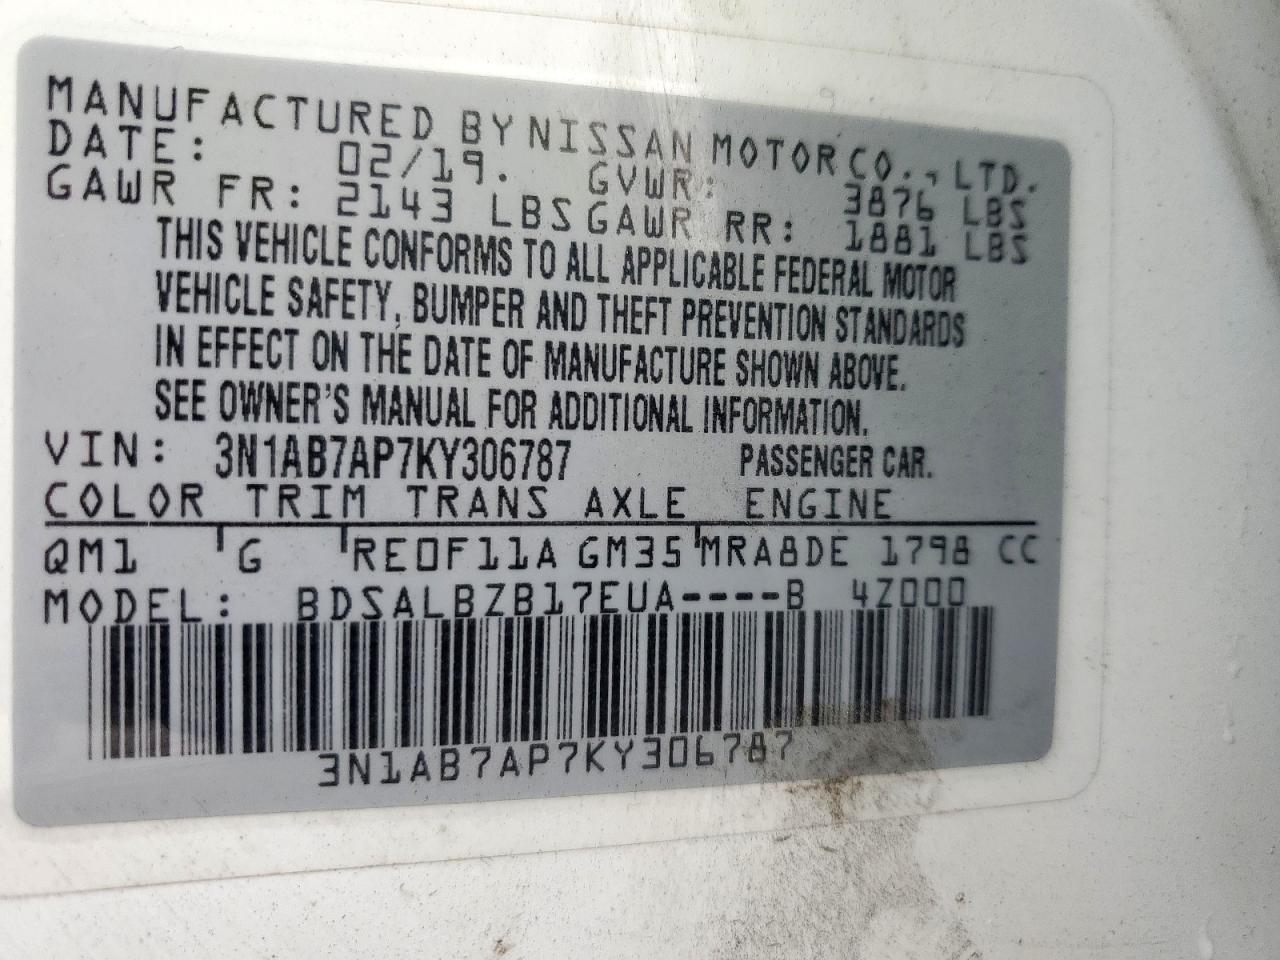 MANUFACTURED BY NISSAN MOTOR CO., LTD.
DATE: 02/19. GVWR: 3876 LBS
GAWR FR: 2143 LBS GAWR RR: 1881 LBS
THIS VEHICLE CONFORMS TO ALL APPLICABLE FEDERAL MOTOR
VEHICLE SAFETY, BUMPER AND THEFT PREVENTION STANDARDS
IN EFFECT ON THE DATE OF MANUFACTURE SHOWN ABOVE.
SEE OWNER'S MANUAL FOR ADDITIONAL INFORMATION.
VIN: 3N1AB7AP7KY306787 PASSENGER CAR.
COLOR TRIM TRANS AXLE ENGINE
QM1 G RE0F11A GM35 MRA8DE 1798 CC
MODEL: BDSALBZB17EUA----B 4Z000
3N1AB7AP7KY306787